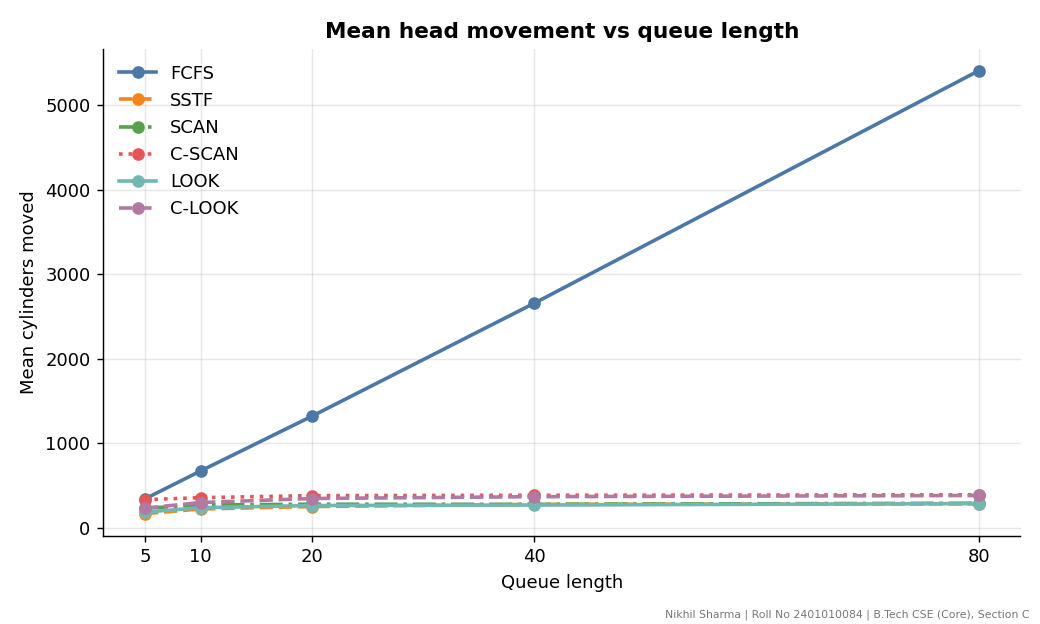 Mean head movement vs queue length
FCFS
SSTF
SCAN
C-SCAN
LOOK
C-LOOK
Mean cylinders moved
5000
4000
3000
2000
1000
0
5 10 20 40 80
Queue length
Nikhil Sharma | Roll No 2401010084 | B.Tech CSE (Core), Section C